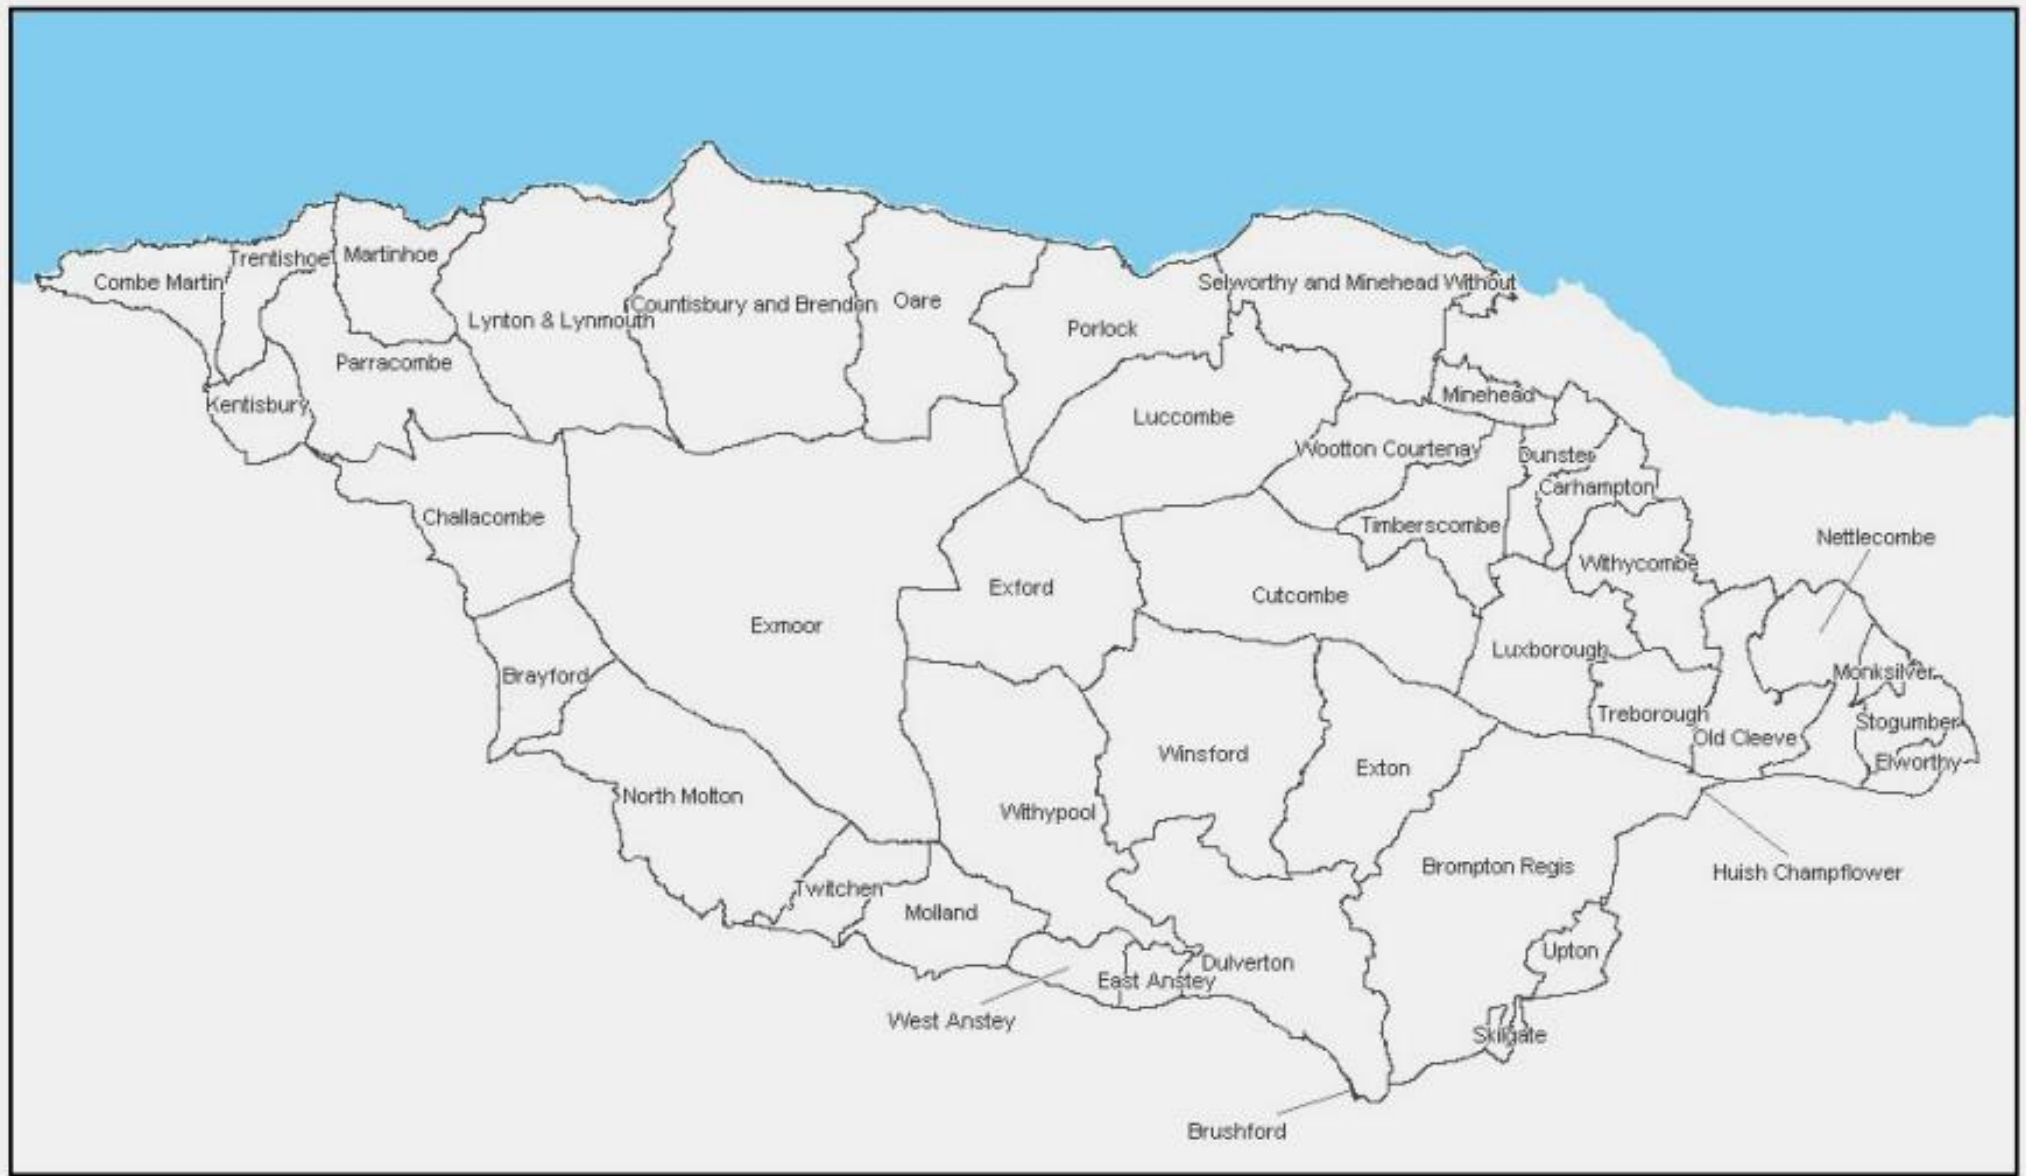 Trentishoe
Martinhoe
Combe Martin
Selworthy and Minehead Without
Countisbury and Brendon
Oare
Lynton & Lynmouth
Porlock
Parracombe
Minehead
Kentisbury
Luccombe
Wootton Courtenay
Dunster
Carhampton
Challacombe
Timberscombe
Nettlecombe
Withycombe
Exford
Cutcombe
Exmoor
Luxborough
Brayford
Monksilver
Treborough
Stogumber
Old Cleeve
Winsford
Elworthy
Exton
North Molton
Withypool
Brompton Regis
Huish Champflower
Twitchen
Molland
Upton
Dulverton
East Anstey
West Anstey
Skilgate
Brushford